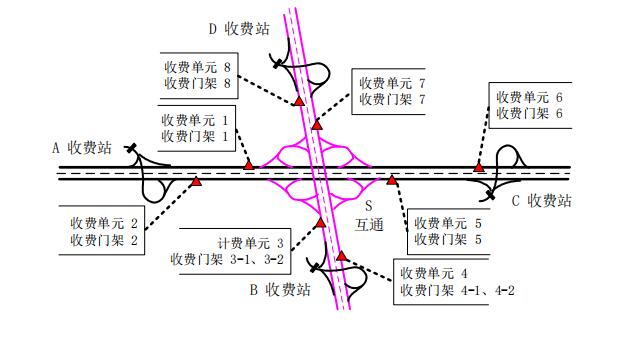 D 收费站
收费单元 8
收费门架 8
收费单元 7
收费门架 7
收费单元 6
收费门架 6
收费单元 1
收费门架 1
A 收费站
C 收费站
S
互通
收费单元 2
收费门架 2
收费单元 5
收费门架 5
计费单元 3
收费门架 3-1、3-2
收费单元 4
收费门架 4-1、4-2
B 收费站